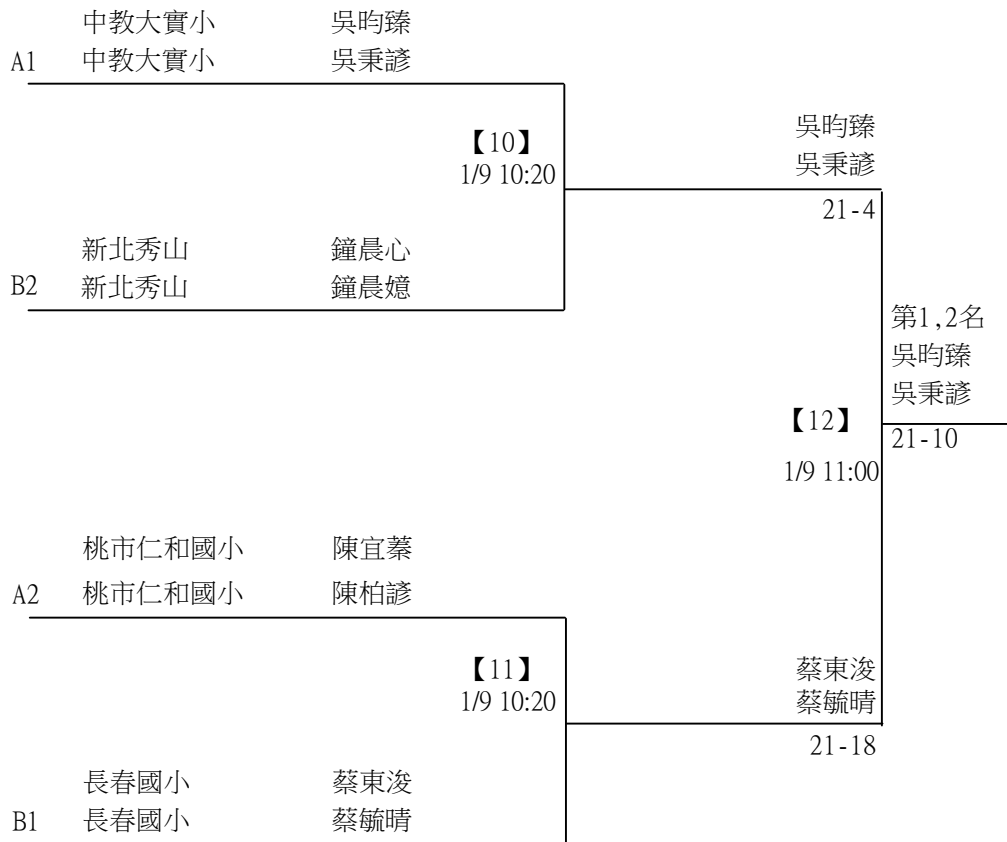 中教大實小 吳昀臻
A1 中教大實小 吳秉諺
【10】
1/9 10:20
吳昀臻
吳秉諺
21-4
新北秀山 鐘晨心
B2 新北秀山 鐘晨嬑
第1,2名
吳昀臻
吳秉諺
21-10
【12】
1/9 11:00
桃市仁和國小 陳宜蓁
A2 桃市仁和國小 陳柏諺
【11】
1/9 10:20
蔡東浚
蔡毓晴
21-18
長春國小 蔡東浚
B1 長春國小 蔡毓晴